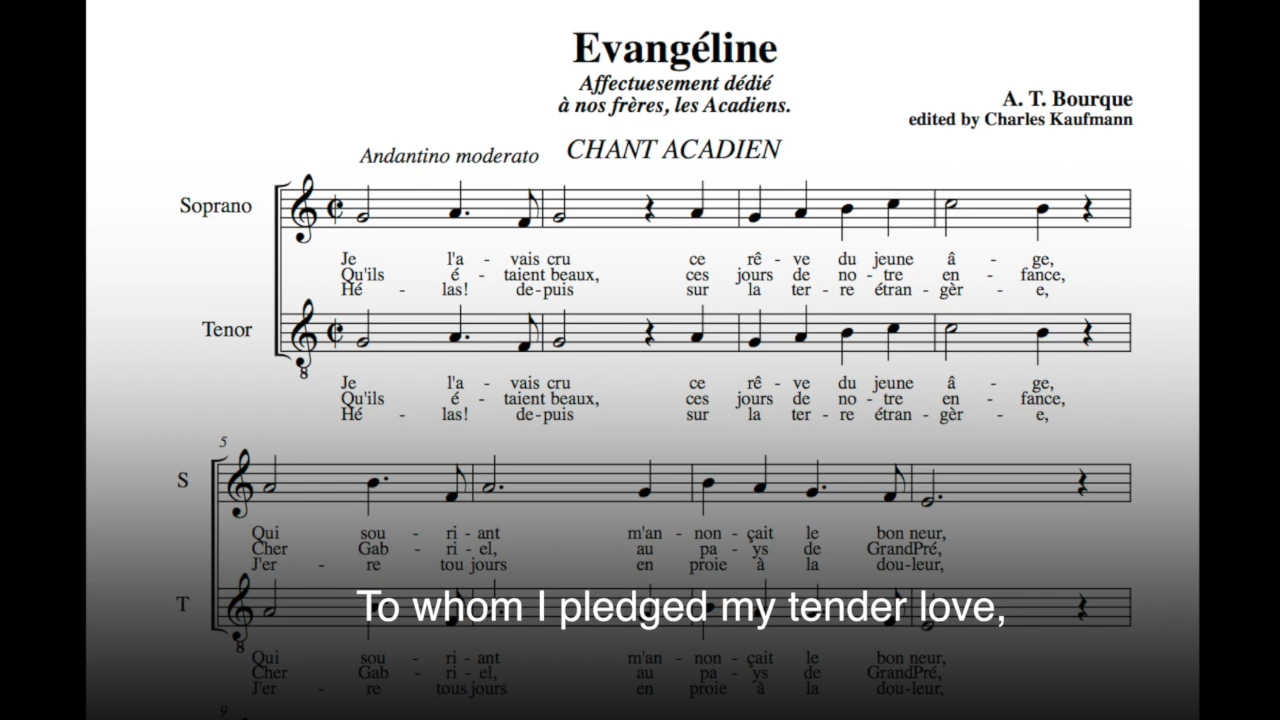 Evangéline
Affectuesement dédié
à nos frères, les Acadiens.
A. T. Bourque
edited by Charles Kaufmann
Andantino moderato
CHANT ACADIEN
Soprano
Je l'a - vais cru ce rê - ve du jeune â - ge,
Qu'ils é - taient beaux, ces jours de no - tre en - fance,
Hé - las! de-puis sur la ter - re étran - gèr - e,
Tenor
8
Je l'a - vais cru ce rê - ve du jeune â - ge,
Qu'ils é - taient beaux, ces jours de no - tre en - fance,
Hé - las! de-puis sur la ter - re étran - gèr - e,
5
S
Qui sou - ri - ant m'an - non - çait le bon neur,
Cher Gab - ri - el, au pa - ys de GrandPré,
J'er - re tou jours en proie à la dou-leur,
T
To whom I pledged my tender love,
8
Qui sou - ri - ant m'an - non - çait le bon neur,
Cher Gab - ri - el, au pa - ys de GrandPré,
J'er - re tous jours en proie à la dou-leur,
9